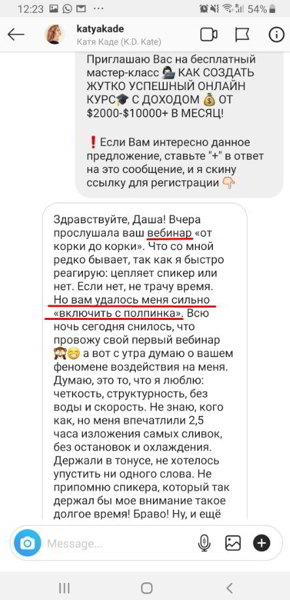 12:23
54%
katyakade
Катя Каде (K.D. Kate)
Приглашаю Вас на бесплатный
мастер-класс КАК СОЗДАТЬ
ЖУТКО УСПЕШНЫЙ ОНЛАЙН
КУРС С ДОХОДОМ ОТ
$2000-$10000+ В МЕСЯЦ!
❗Если Вам интересно данное
предложение, ставьте "+" в ответ
на это сообщение, и я скину
ссылку для регистрации 👇🏻
Здравствуйте, Даша! Вчера
прослушала ваш вебинар «от
корки до корки». Что со мной
редко бывает, так как я быстро
реагирую: цепляет спикер или
нет. Если нет, не трачу время.
Но вам удалось меня сильно
«включить с полпинка». Всю
ночь сегодня снилось, что
провожу свой первый вебинар
а вот с утра думаю о вашем
феномене воздействия на меня.
Думаю, это то, что я люблю:
четкость, структурность, без
воды и скорость. Не знаю, кого
как, но меня впечатлили 2,5
часа изложения самых сливок,
без остановок и охлаждения.
Держали в тонусе, не хотелось
упустить ни одного слова. Не
припомню спикера, который так
держал бы мое внимание такое
долгое время! Браво! Ну, и ещё
Message...